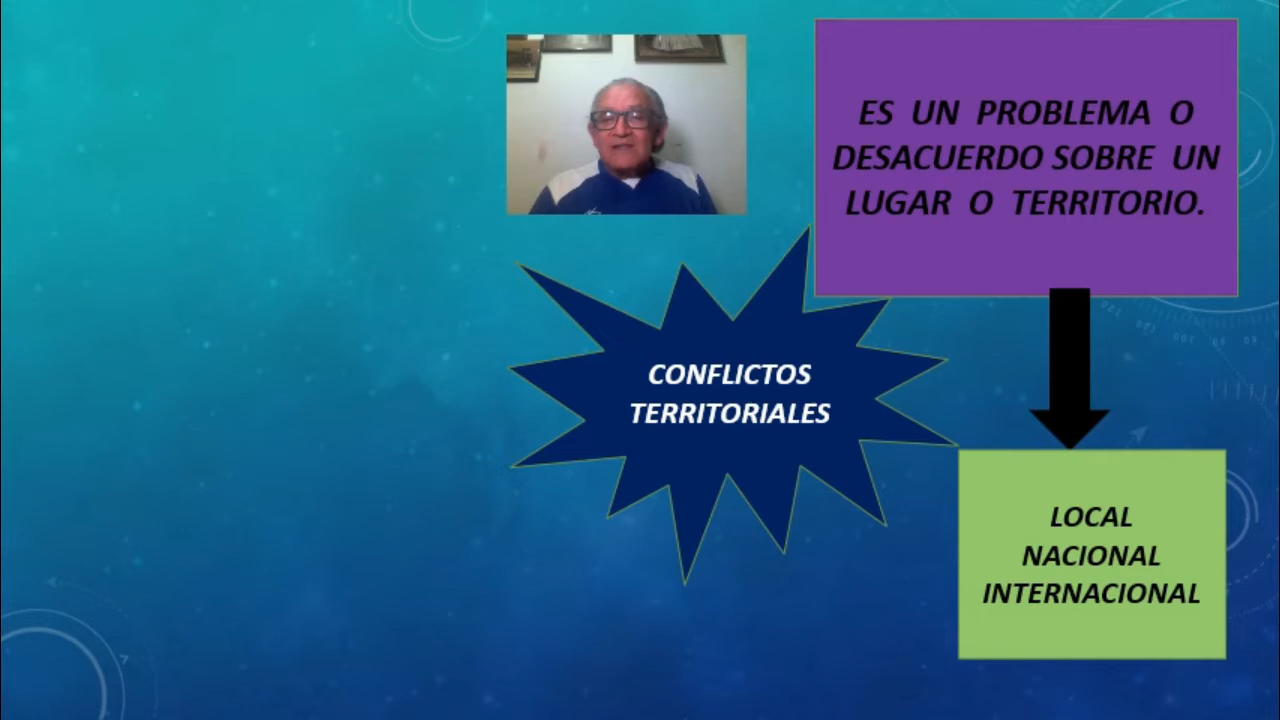 ES UN PROBLEMA O
DESACUERDO SOBRE UN
LUGAR O TERRITORIO.
CONFLICTOS
TERRITORIALES
LOCAL
NACIONAL
INTERNACIONAL